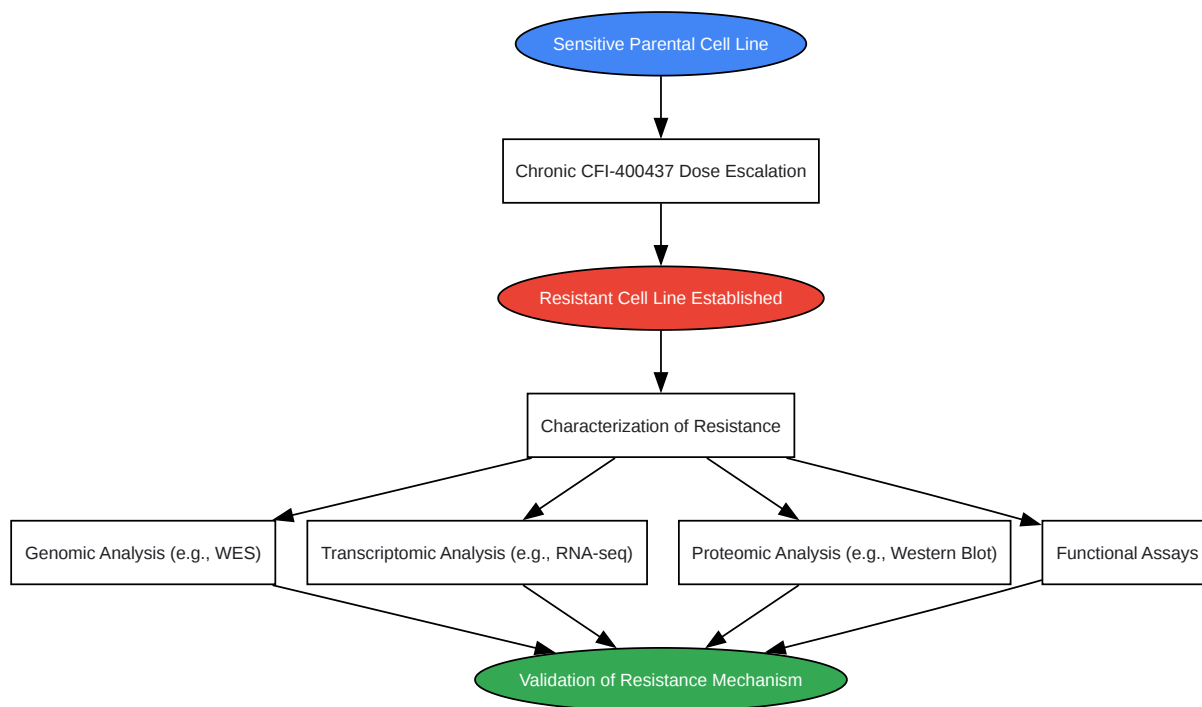 Sensitive Parental Cell Line
Chronic CFI-400437 Dose Escalation
Resistant Cell Line Established
Characterization of Resistance
Genomic Analysis (e.g., WES)
Transcriptomic Analysis (e.g., RNA-seq)
Proteomic Analysis (e.g., Western Blot)
Functional Assays
Validation of Resistance Mechanism